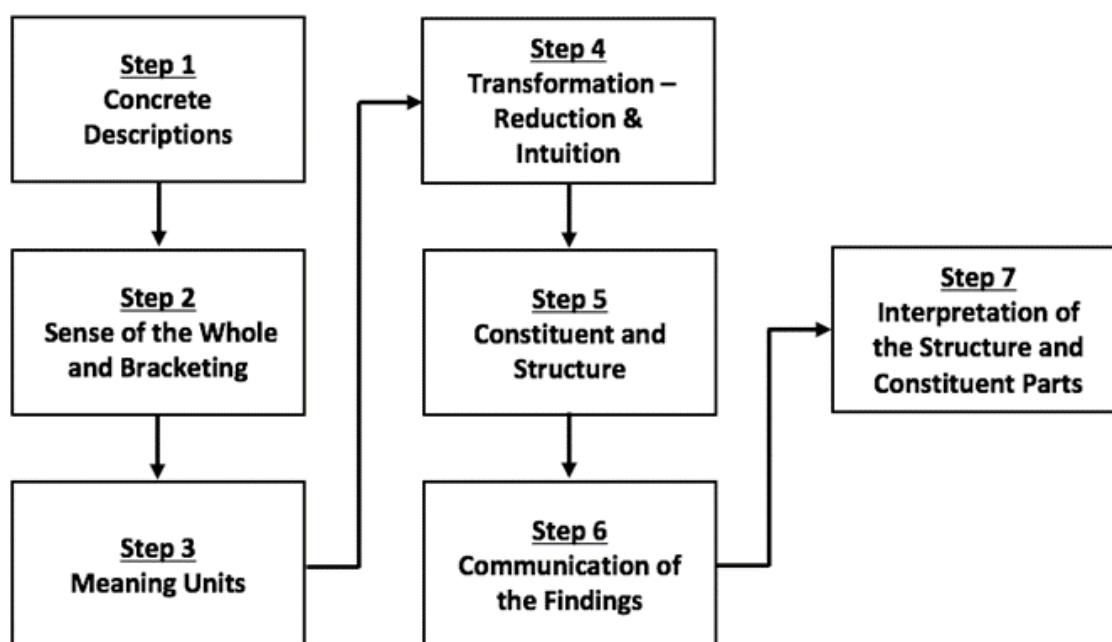 Step 1
Concrete
Descriptions
Step 2
Sense of the Whole
and Bracketing
Step 3
Meaning Units
Step 4
Transformation –
Reduction &
Intuition
Step 5
Constituent and
Structure
Step 6
Communication of
the Findings
Step 7
Interpretation of
the Structure and
Constituent Parts